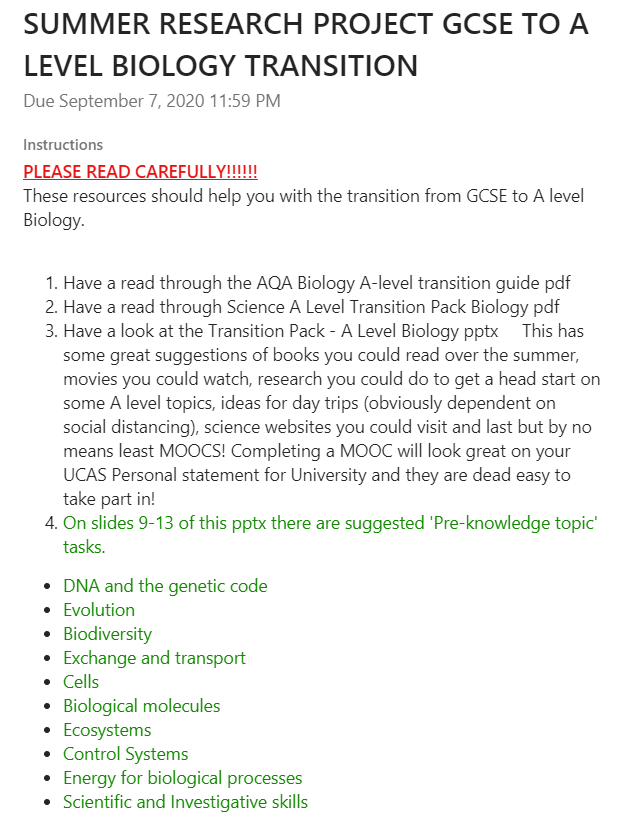 SUMMER RESEARCH PROJECT GCSE TO A
LEVEL BIOLOGY TRANSITION
Due September 7, 2020 11:59 PM
Instructions
PLEASE READ CAREFULLY!!!!!!
These resources should help you with the transition from GCSE to A level
Biology.
1. Have a read through the AQA Biology A-level transition guide pdf
2. Have a read through Science A Level Transition Pack Biology pdf
3. Have a look at the Transition Pack - A Level Biology pptx This has
some great suggestions of books you could read over the summer,
movies you could watch, research you could do to get a head start on
some A level topics, ideas for day trips (obviously dependent on
social distancing), science websites you could visit and last but by no
means least MOOCS! Completing a MOOC will look great on your
UCAS Personal statement for University and they are dead easy to
take part in!
4. On slides 9-13 of this pptx there are suggested 'Pre-knowledge topic'
tasks.
• DNA and the genetic code
• Evolution
• Biodiversity
• Exchange and transport
• Cells
• Biological molecules
• Ecosystems
• Control Systems
• Energy for biological processes
• Scientific and Investigative skills